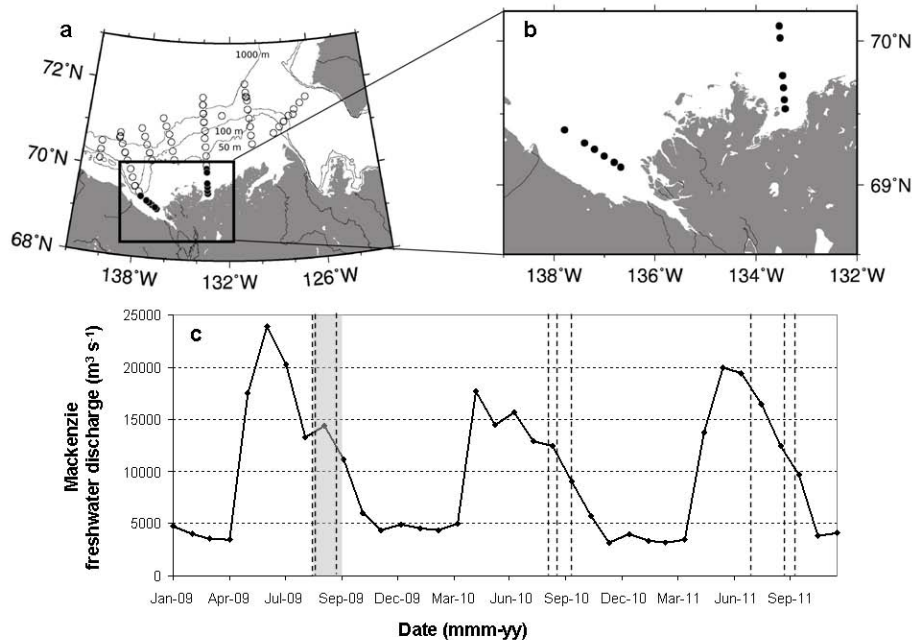 a
1000 m
72°N
100 m
50 m
70°N
68°N
138°W 132°W 126°W
b
70°N
69°N
138°W 136°W 134°W 132°W
c
Mackenzie
freshwater discharge (m³ s⁻¹)
25000
20000
15000
10000
5000
0
Jan-09 Apr-09 Jul-09 Sep-09 Dec-09 Mar-10 Jun-10 Sep-10 Dec-10 Mar-11 Jun-11 Sep-11
Date (mmm-yy)